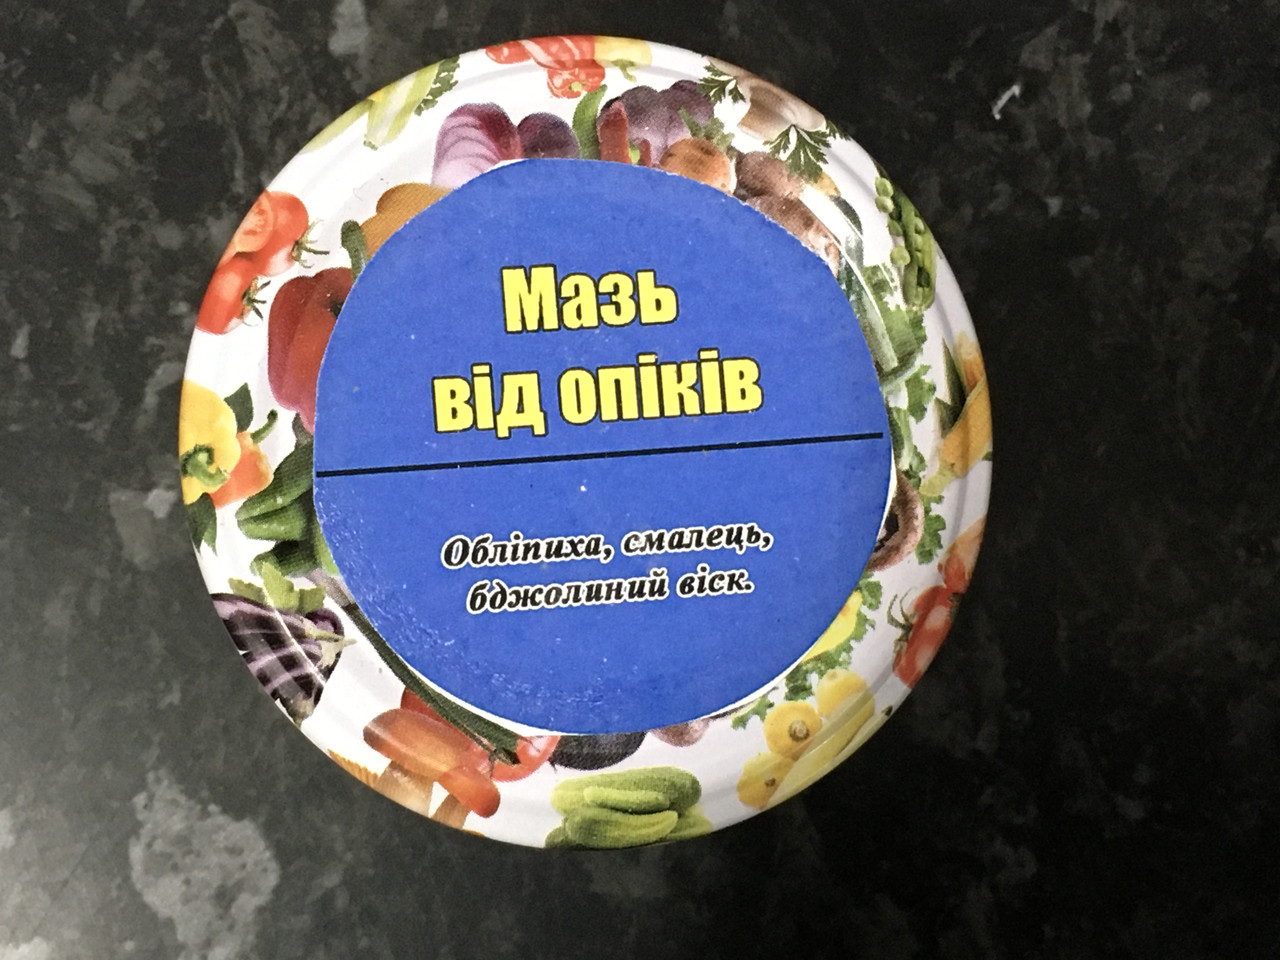 Мазь
від опіків
Обліпиха, смалець,
бджолиний віск.